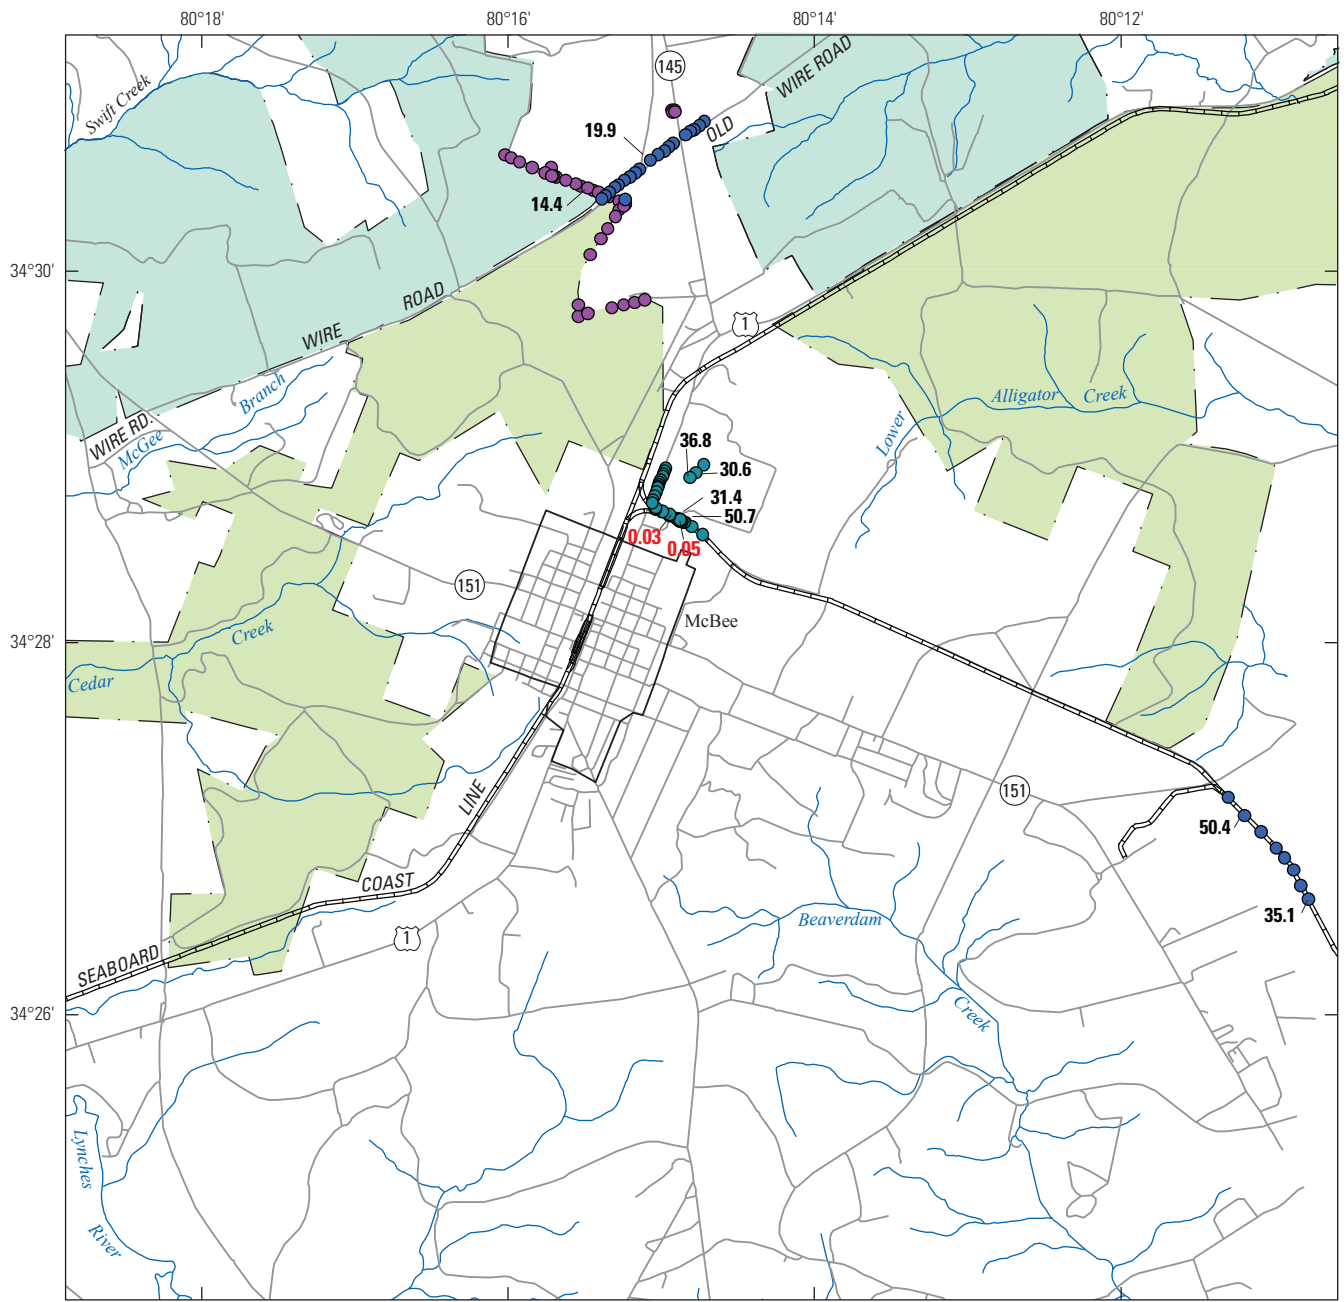 80°18'
80°16'
80°14'
80°12'
145
WIRE ROAD
Swift Creek
OLD
19.9
14.4
34°30'
ROAD
WIRE
1
Branch
Alligator Creek
WIRE RD.
McGee
Lower
36.8
30.6
31.4
50.7
0.03
0.05
151
McBee
Creek
34°28'
Cedar
LINE
151
50.4
COAST
35.1
Beaverdam
1
SEABOARD
34°26'
Creek
Lynches
River